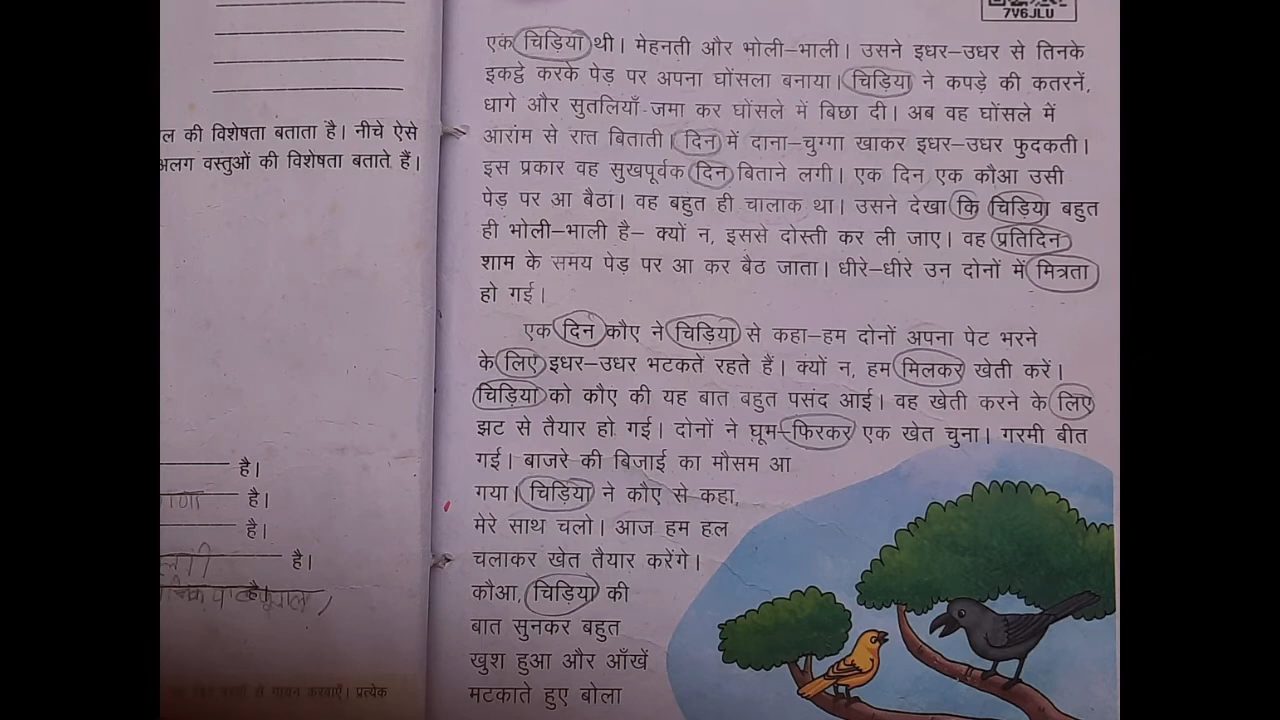 7V6JLU
एक चिड़िया थी। मेहनती और भोली–भाली। उसने इधर–उधर से तिनके
इकट्ठे करके पेड़ पर अपना घोंसला बनाया। चिड़िया ने कपड़े की कतरनें,
धागे और सुतलियाँ जमा कर घोंसले में बिछा दी। अब वह घोंसले में
आराम से रात बिताती। दिन में दाना–चुग्गा खाकर इधर–उधर फुदकती।
इस प्रकार वह सुखपूर्वक दिन बिताने लगी। एक दिन एक कौआ उसी
पेड़ पर आ बैठा। वह बहुत ही चालाक था। उसने देखा कि चिड़िया बहुत
ही भोली–भाली है– क्यों न, इससे दोस्ती कर ली जाए। वह प्रतिदिन
शाम के समय पेड़ पर आ कर बैठ जाता। धीरे–धीरे उन दोनों में मित्रता
हो गई।
एक दिन कौए ने चिड़िया से कहा–हम दोनों अपना पेट भरने
के लिए इधर–उधर भटकते रहते हैं। क्यों न, हम मिलकर खेती करें।
चिड़िया को कौए की यह बात बहुत पसंद आई। वह खेती करने के लिए
झट से तैयार हो गई। दोनों ने घूम–फिरकर एक खेत चुना। गरमी बीत
गई। बाजरे की बिजाई का मौसम आ
गया। चिड़िया ने कौए से कहा,
मेरे साथ चलो। आज हम हल
चलाकर खेत तैयार करेंगे।
कौआ, चिड़िया की
बात सुनकर बहुत
खुश हुआ और आँखें
मटकाते हुए बोला
की विशेषता बताता है। नीचे ऐसे
अलग वस्तुओं की विशेषता बताते हैं।
है।
है।
है।
है।
है।
से गायन करवाएँ। प्रत्येक